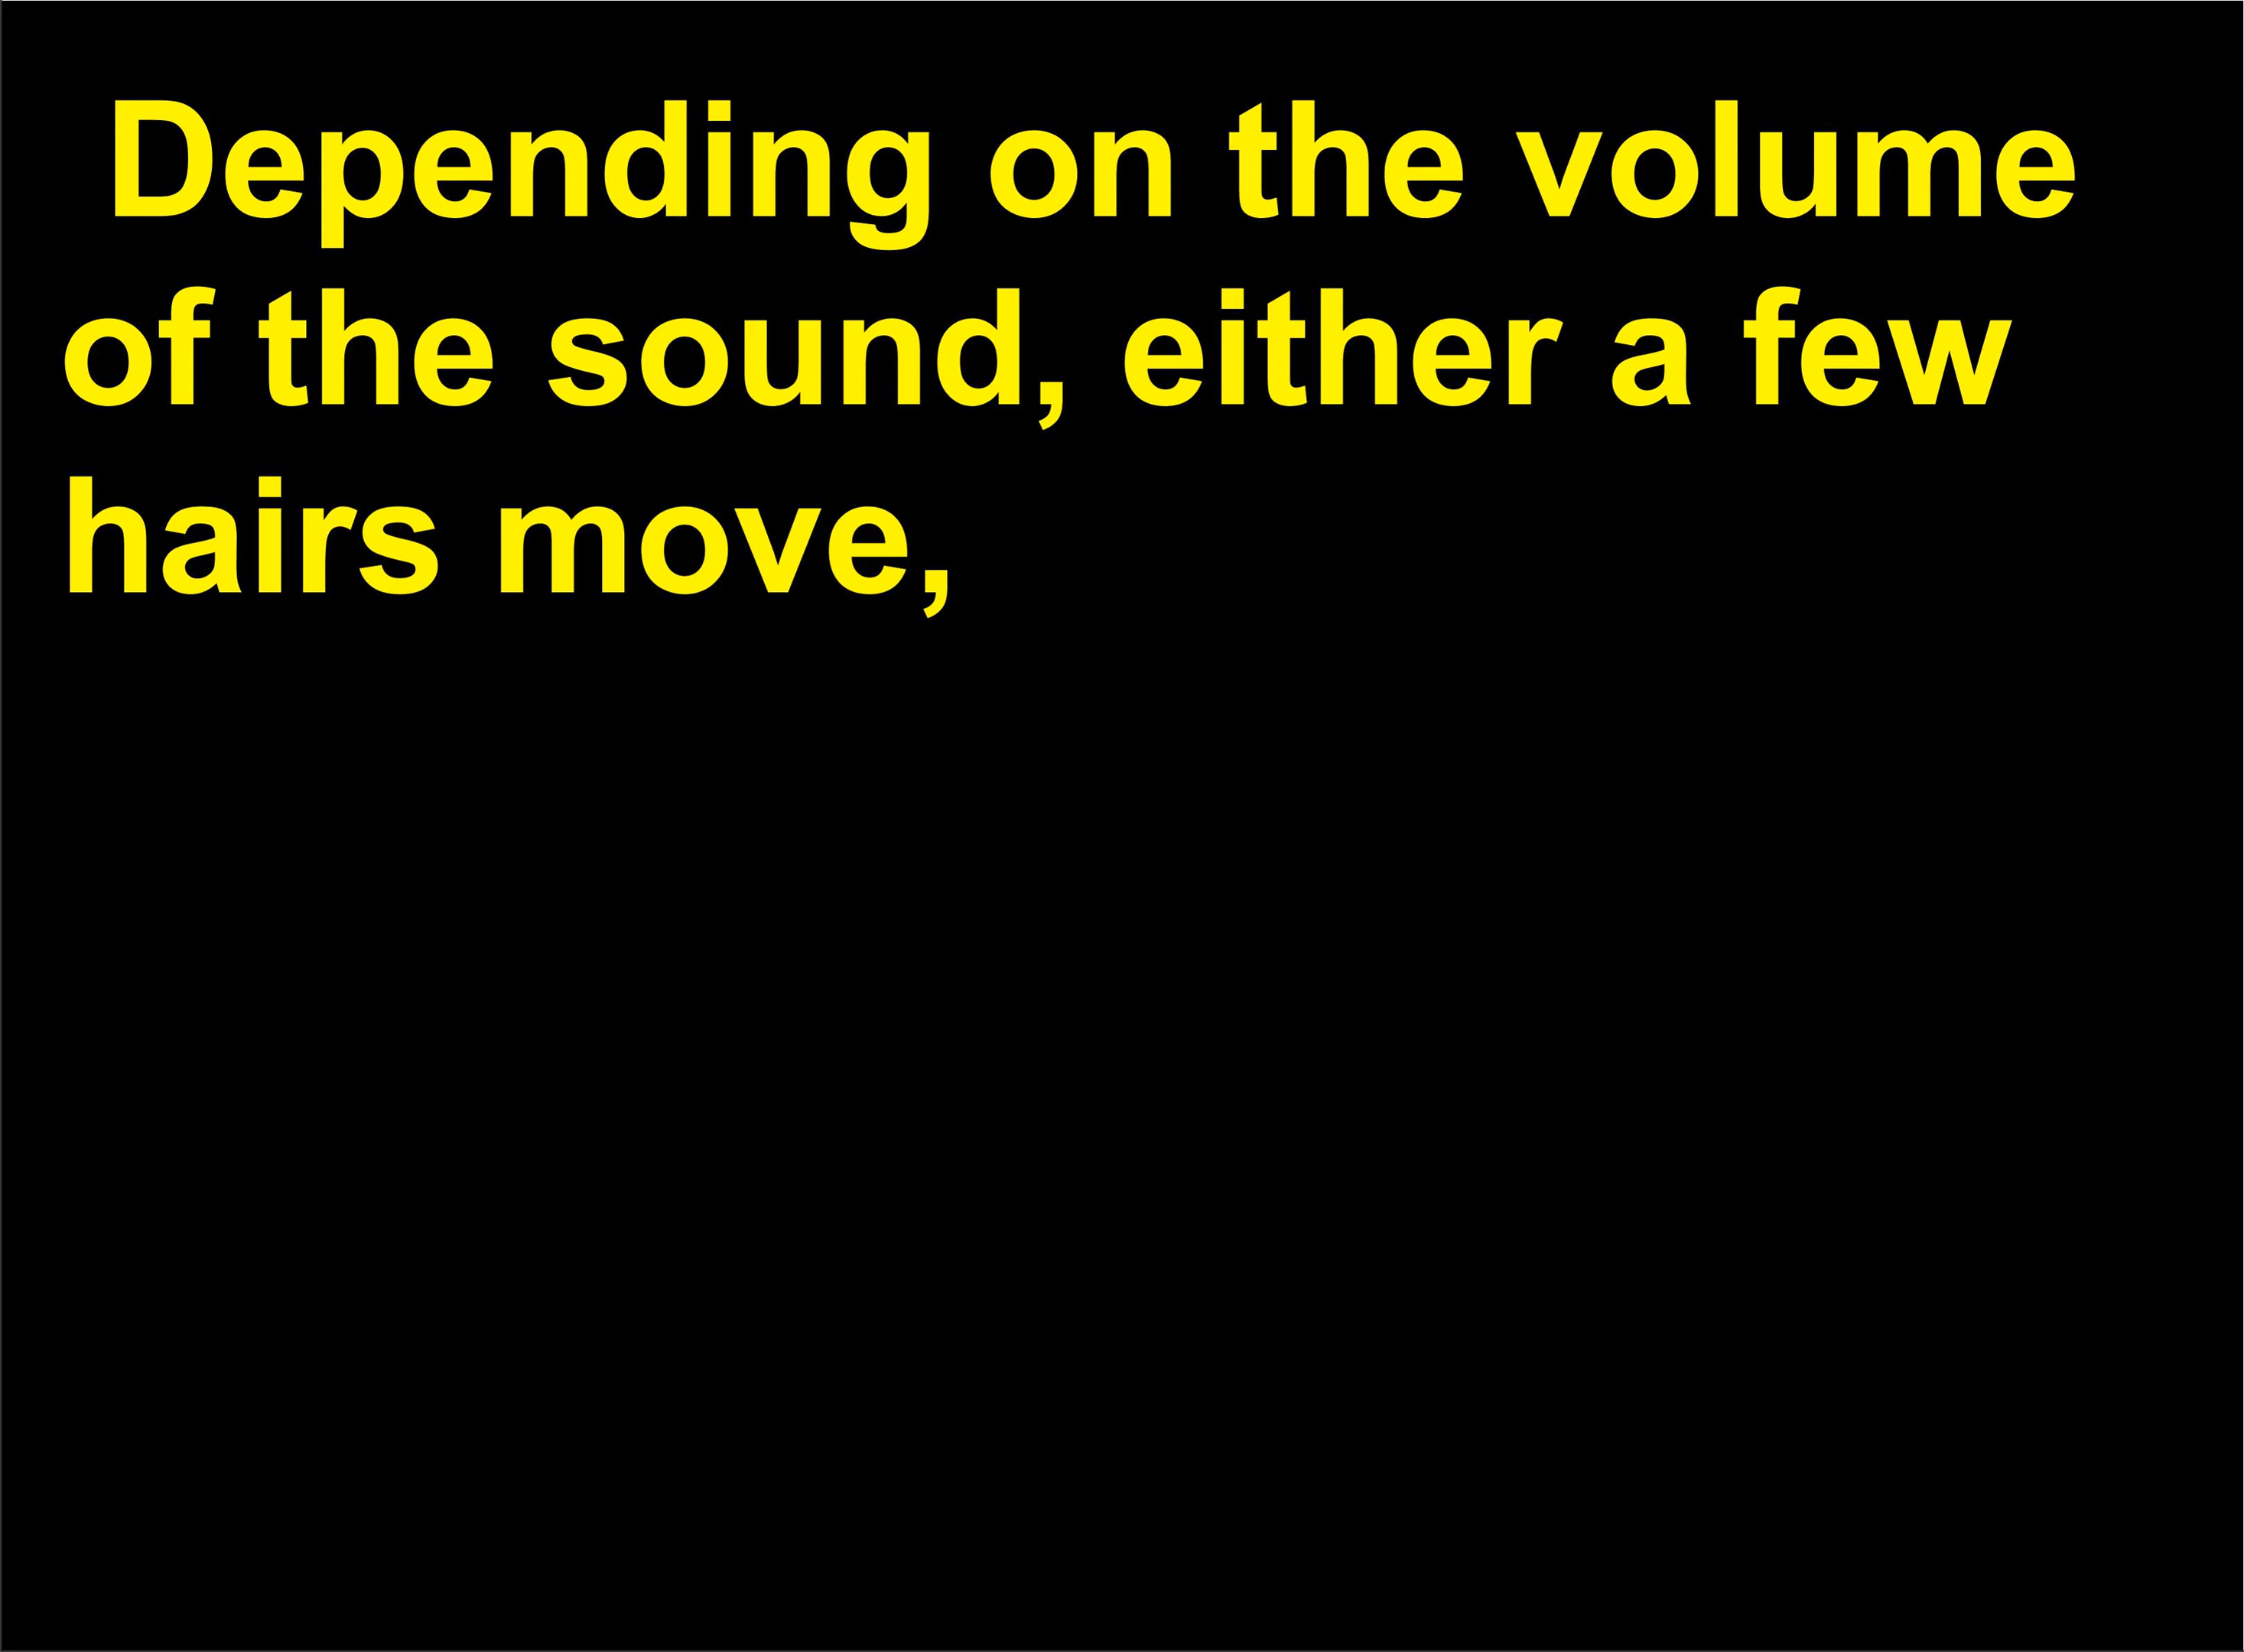 Depending on the volume
of the sound, either a few
hairs move,